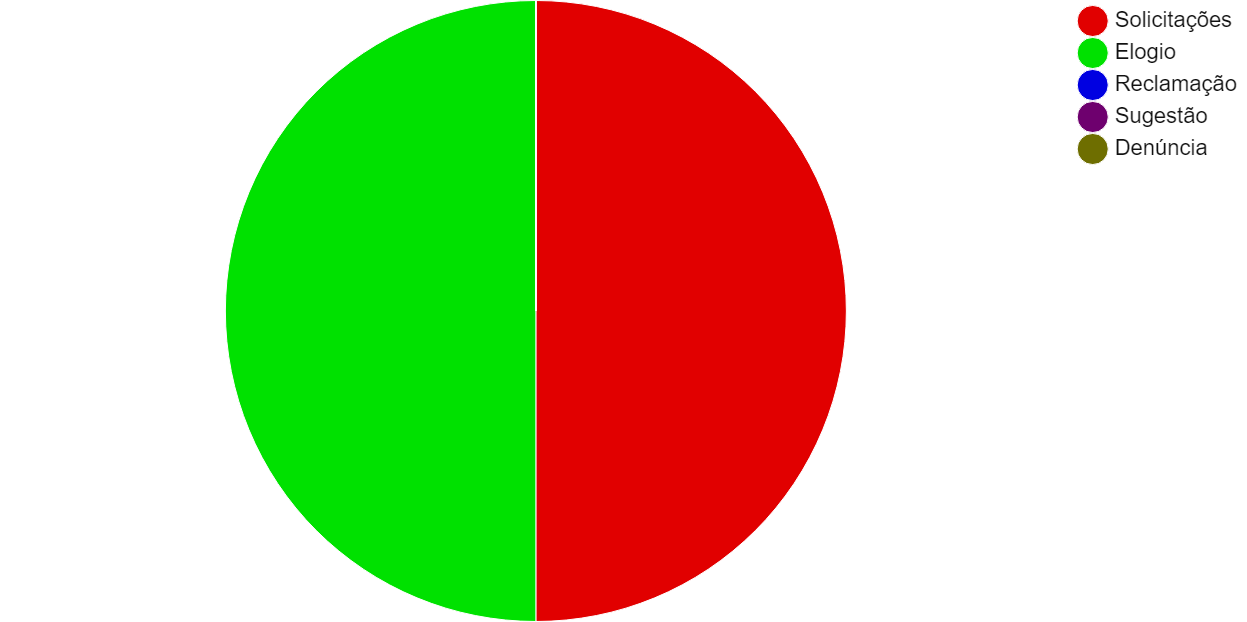 Solicitações
Elogio
Reclamação
Sugestão
Denúncia